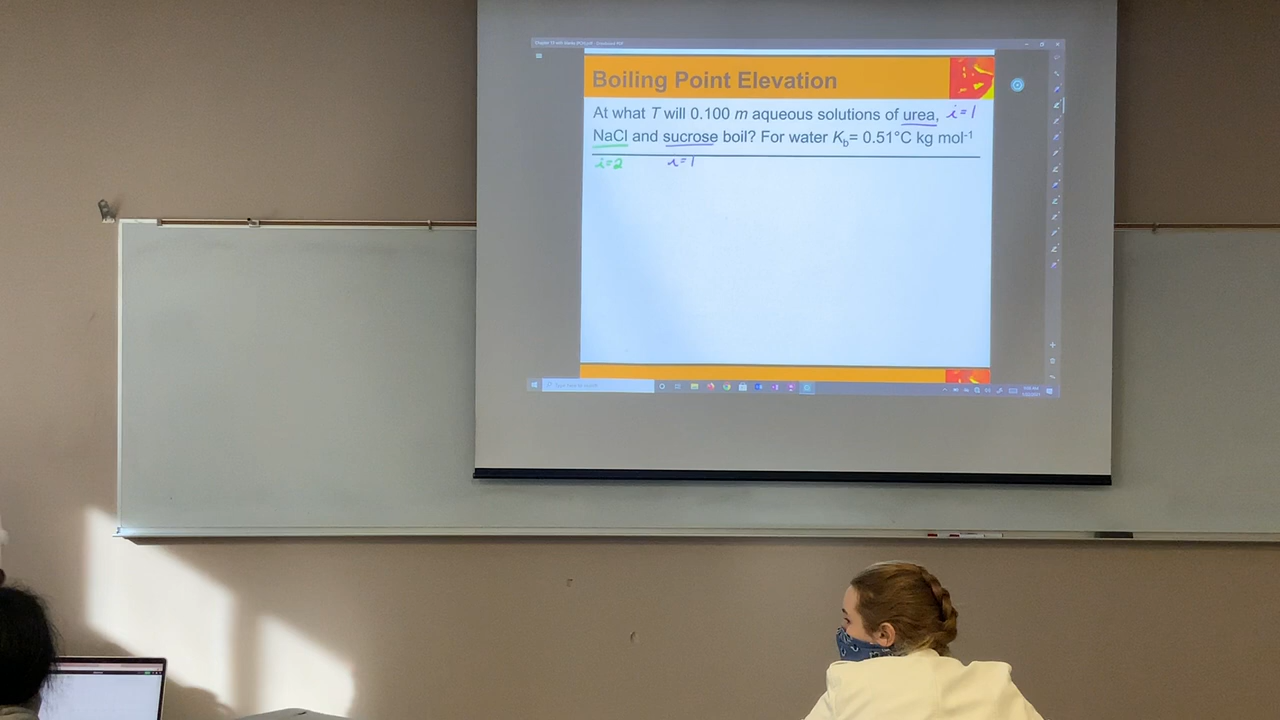 Boiling Point Elevation
At what T will 0.100 m aqueous solutions of urea, i=1
NaCl and sucrose boil? For water Kb= 0.51°C kg mol-1
i=2 i=1